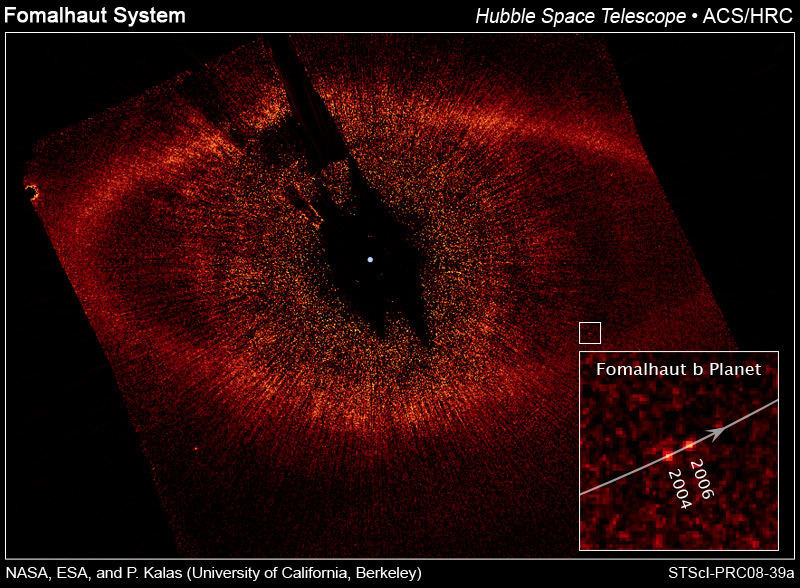 Fomalhaut System
Hubble Space Telescope • ACS/HRC
Fomalhaut b Planet
2006
2004
NASA, ESA, and P. Kalas (University of California, Berkeley)
STScI-PRC08-39a